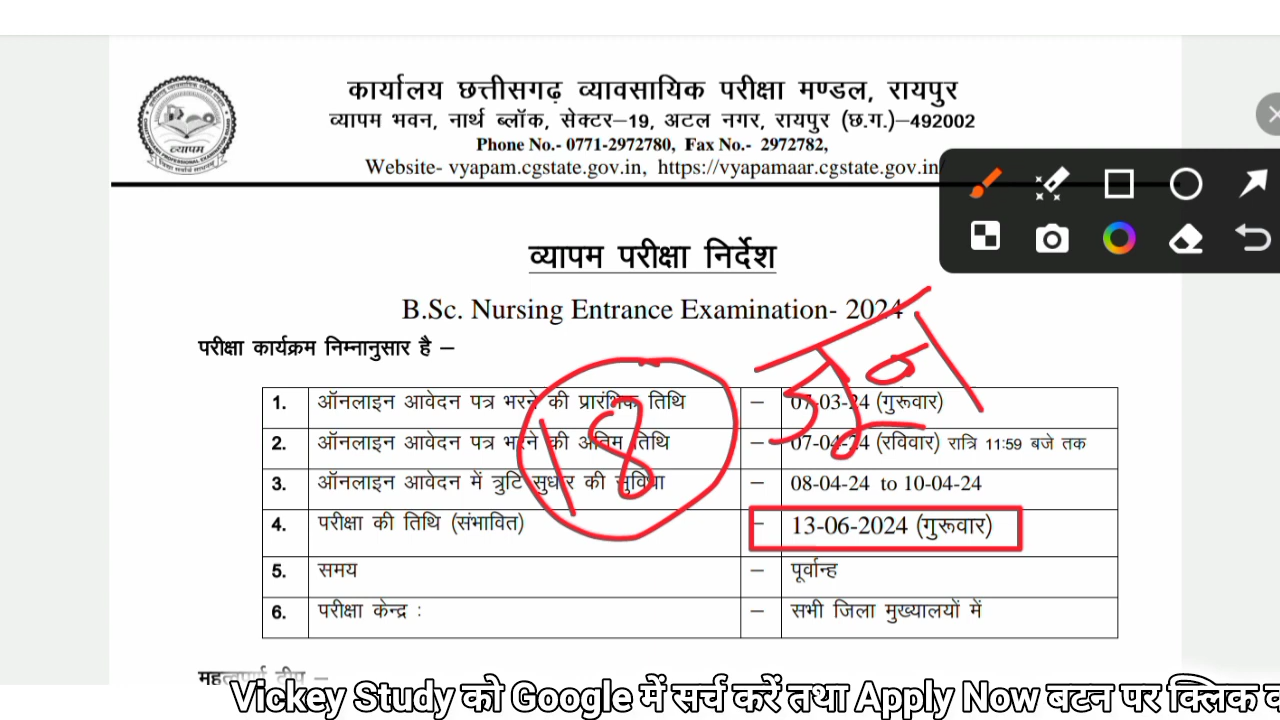 कार्यालय छत्तीसगढ़ व्यावसायिक परीक्षा मण्डल, रायपुर
व्यापम भवन, नार्थ ब्लॉक, सेक्टर–19, अटल नगर, रायपुर (छ.ग.)–492002
Phone No.- 0771-2972780, Fax No.- 2972782,
Website- vyapam.cgstate.gov.in, https://vyapamaar.cgstate.gov.in/
व्यापम
व्यापम परीक्षा निर्देश
B.Sc. Nursing Entrance Examination- 2024
परीक्षा कार्यक्रम निम्नानुसार है –
1. ऑनलाइन आवेदन पत्र भरने की प्रारंभिक तिथि – 07-03-24 (गुरूवार)
2. ऑनलाइन आवेदन पत्र भरने की अंतिम तिथि – 07-04-24 (रविवार) रात्रि 11:59 बजे तक
3. ऑनलाइन आवेदन में त्रुटि सुधार की सुविधा – 08-04-24 to 10-04-24
4. परीक्षा की तिथि (संभावित) – 13-06-2024 (गुरूवार)
5. समय – पूर्वान्ह
6. परीक्षा केन्द्र : – सभी जिला मुख्यालयों में
18 जून
महत्वपूर्ण टीप –
Vickey Study को Google में सर्च करें तथा Apply Now बटन पर क्लिक